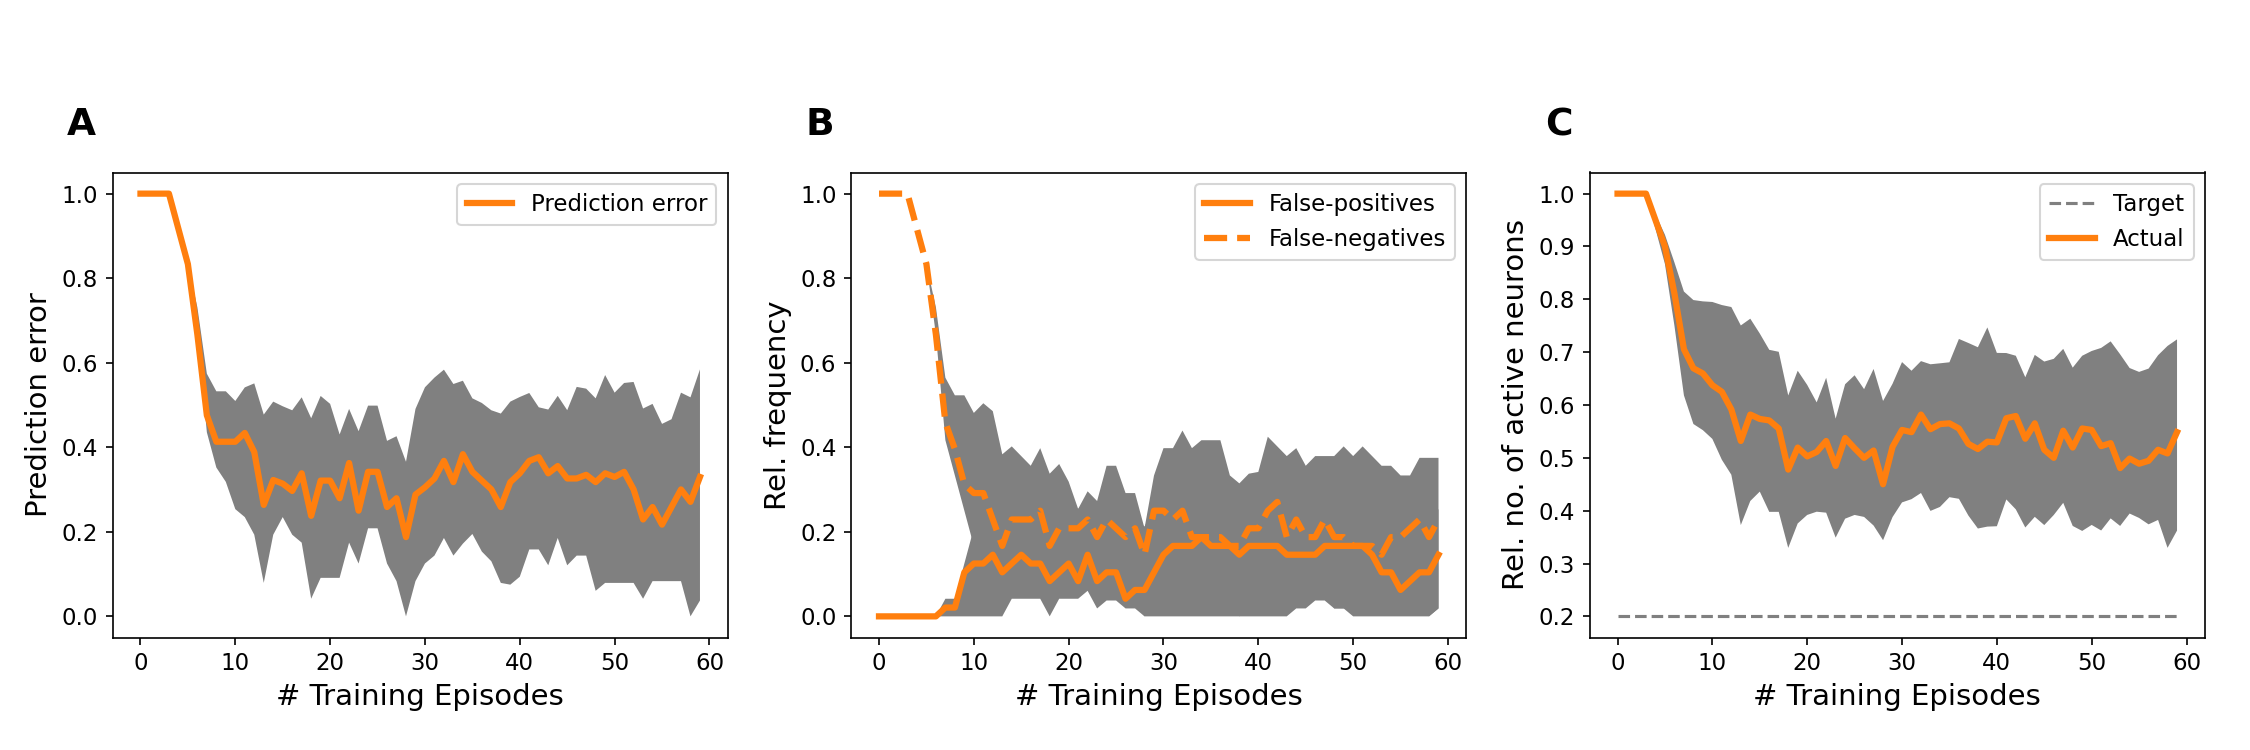 A
B
C
Prediction error
1.0
0.8
0.6
0.4
0.2
0.0
0 10 20 30 40 50 60
# Training Episodes
Prediction error
Rel. frequency
1.0
0.8
0.6
0.4
0.2
0.0
0 10 20 30 40 50 60
# Training Episodes
False-positives
False-negatives
Rel. no. of active neurons
1.0
0.9
0.8
0.7
0.6
0.5
0.4
0.3
0.2
0 10 20 30 40 50 60
# Training Episodes
Target
Actual